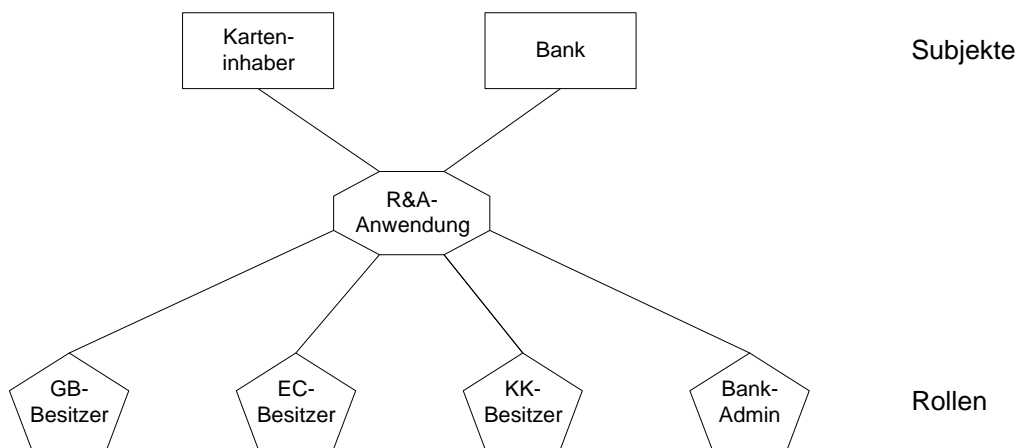 Karten-
inhaber
Bank
Subjekte
R&A-
Anwendung
GB-
Besitzer
EC-
Besitzer
KK-
Besitzer
Bank-
Admin
Rollen